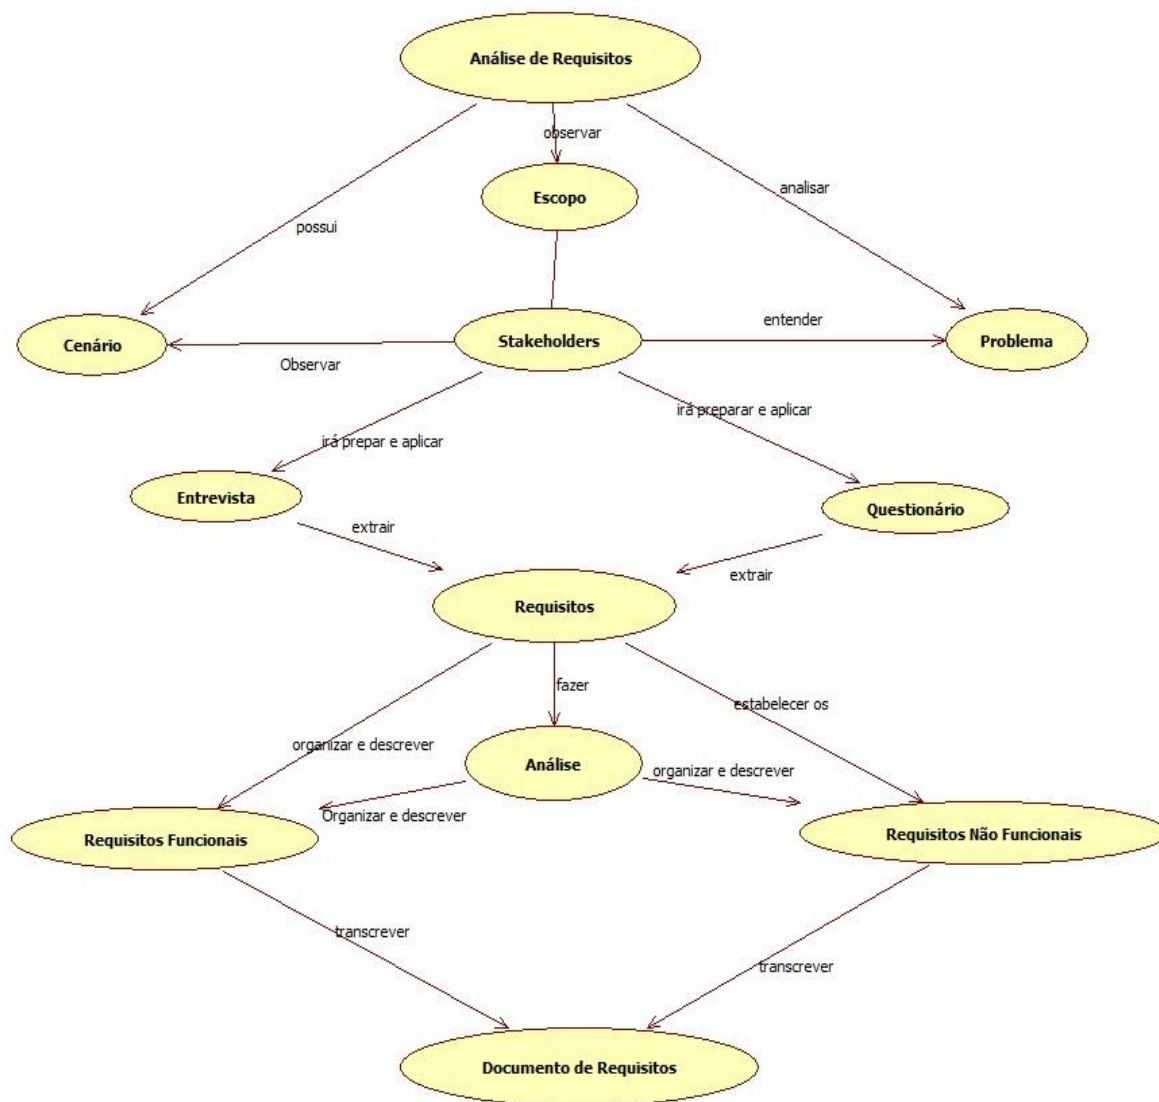 Análise de Requisitos
observar
analisar
Escopo
possui
entender
Cenário
Stakeholders
Problema
Observar
irá preparar e aplicar
irá prepar e aplicar
Entrevista
Questionário
extrair
extrair
Requisitos
fazer
estabelecer os
organizar e descrever
Análise
organizar e descrever
Organizar e descrever
Requisitos Funcionais
Requisitos Não Funcionais
transcrever
transcrever
Documento de Requisitos